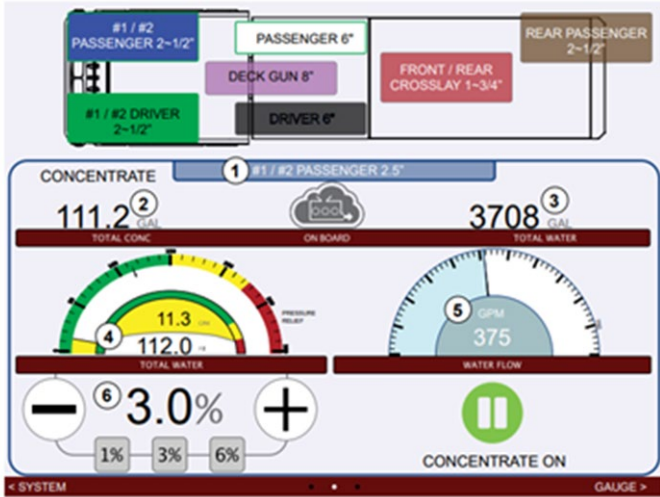 #1 / #2
PASSENGER 2~1/2"
PASSENGER 6"
REAR PASSENGER
2~1/2"
DECK GUN 8"
FRONT / REAR
CROSSLAY 1~3/4"
#1 / #2 DRIVER
2~1/2"
DRIVER 6"
CONCENTRATE
1 #1 / #2 PASSENGER 2.5"
111.2 2 GAL
3708 3 GAL
TOTAL CONC
ON BOARD
TOTAL WATER
11.3
PRESSURE
RELIEF
4 112.0
5 GPM
375
TOTAL WATER
WATER FLOW
6 3.0%
1% 3% 6%
CONCENTRATE ON
< SYSTEM
GAUGE >